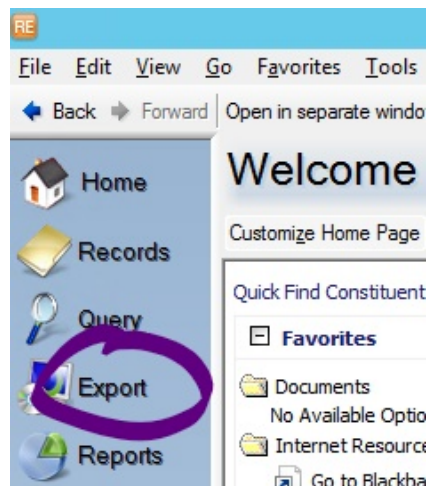 RE
File Edit View Go Favorites Tools
Back Forward Open in separate windo
Welcome
Home
Customize Home Page
Records
Quick Find Constituent
Query
Favorites
Export
Documents
No Available Optio
Internet Resource
Reports
Go to Blackba